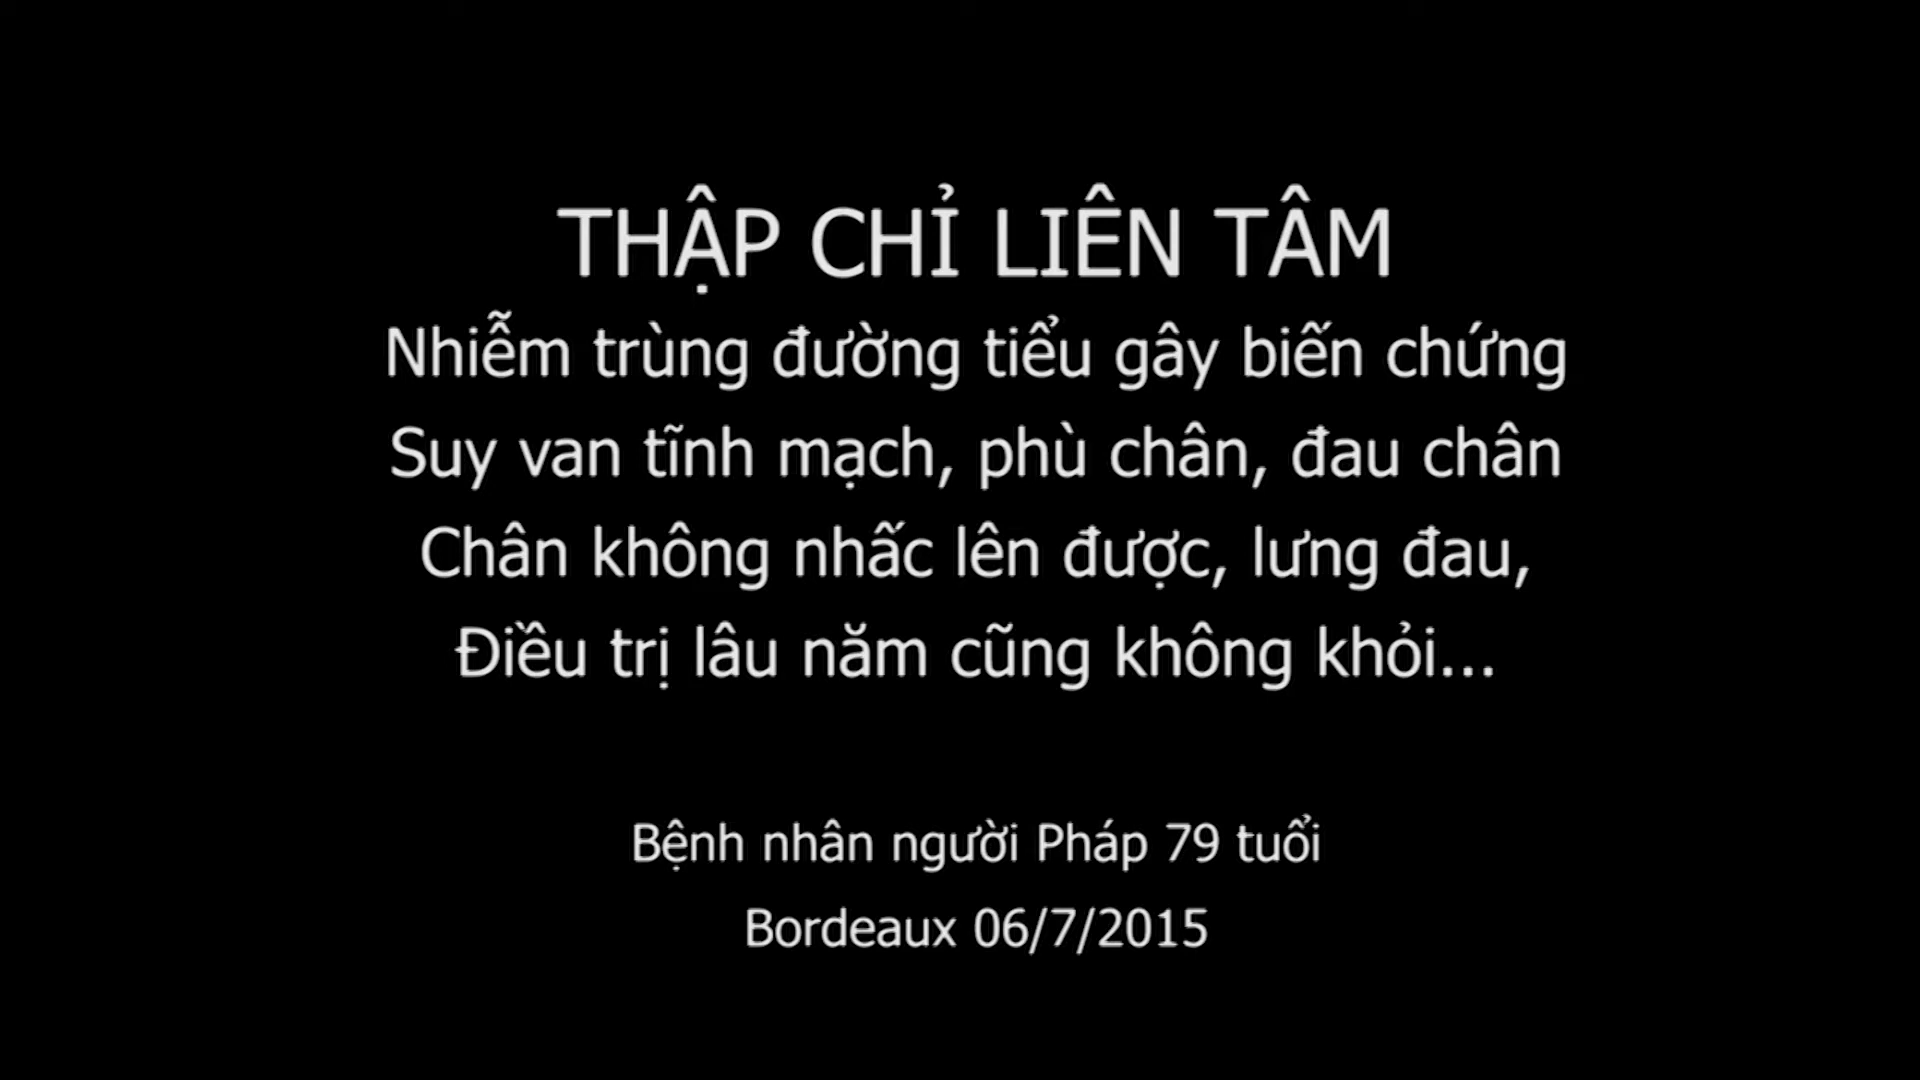 THẬP CHỈ LIÊN TÂM
Nhiễm trùng đường tiểu gây biến chứng
Suy van tĩnh mạch, phù chân, đau chân
Chân không nhấc lên được, lưng đau,
Điều trị lâu năm cũng không khỏi...
Bệnh nhân người Pháp 79 tuổi
Bordeaux 06/7/2015